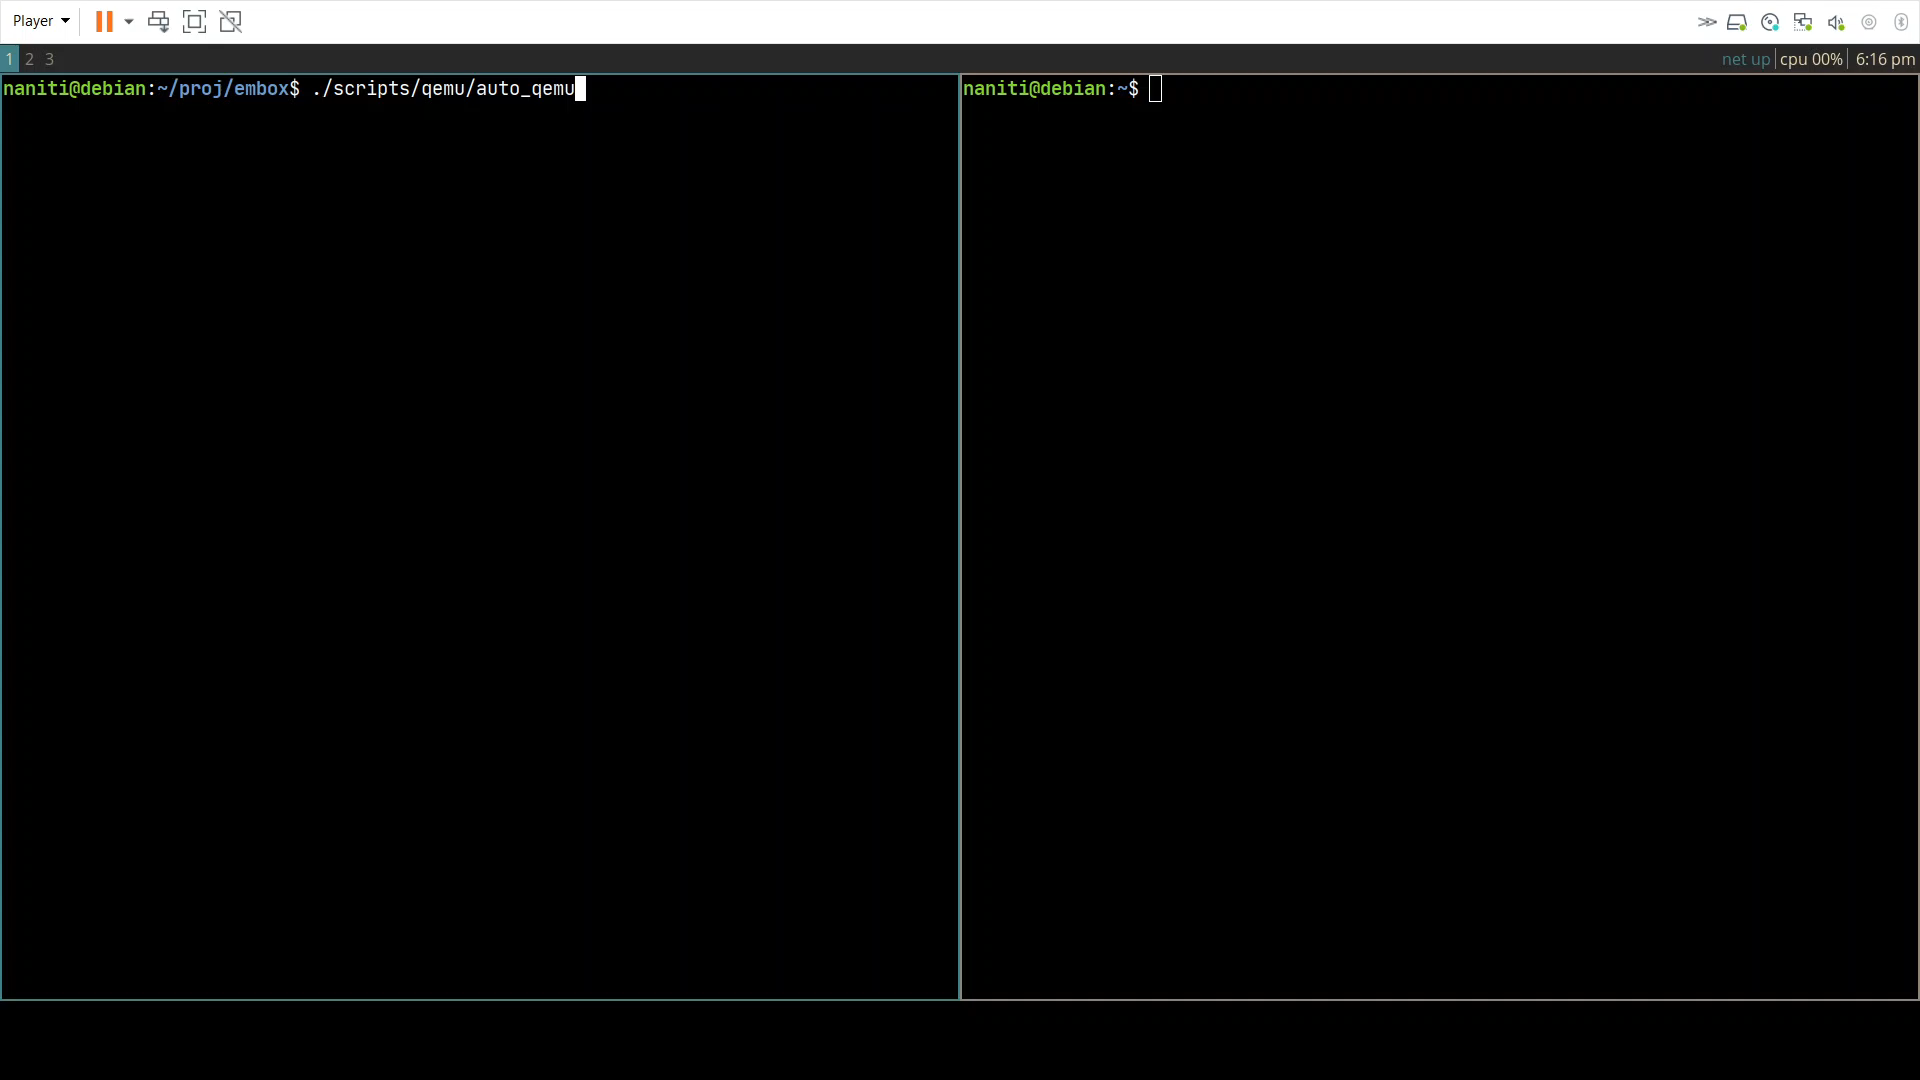 Player
1 2 3
net up cpu 00% 6:16 pm
naniti@debian:~/proj/embox$ ./scripts/qemu/auto_qemu
naniti@debian:~$